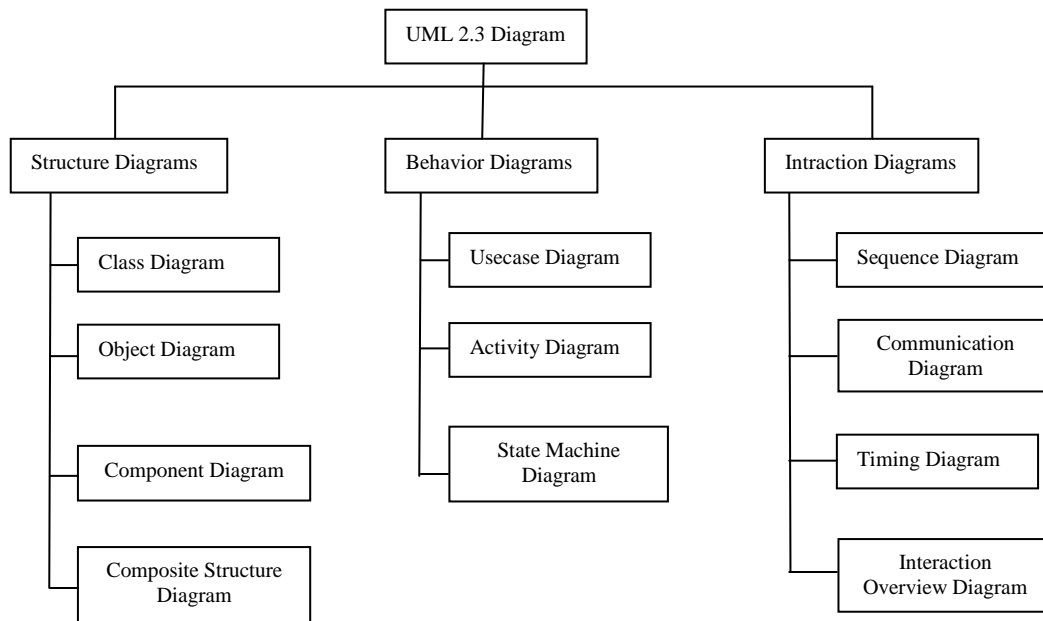 UML 2.3 Diagram
Structure Diagrams
Behavior Diagrams
Intraction Diagrams
Class Diagram
Object Diagram
Component Diagram
Composite Structure
Diagram
Usecase Diagram
Activity Diagram
State Machine
Diagram
Sequence Diagram
Communication
Diagram
Timing Diagram
Interaction
Overview Diagram